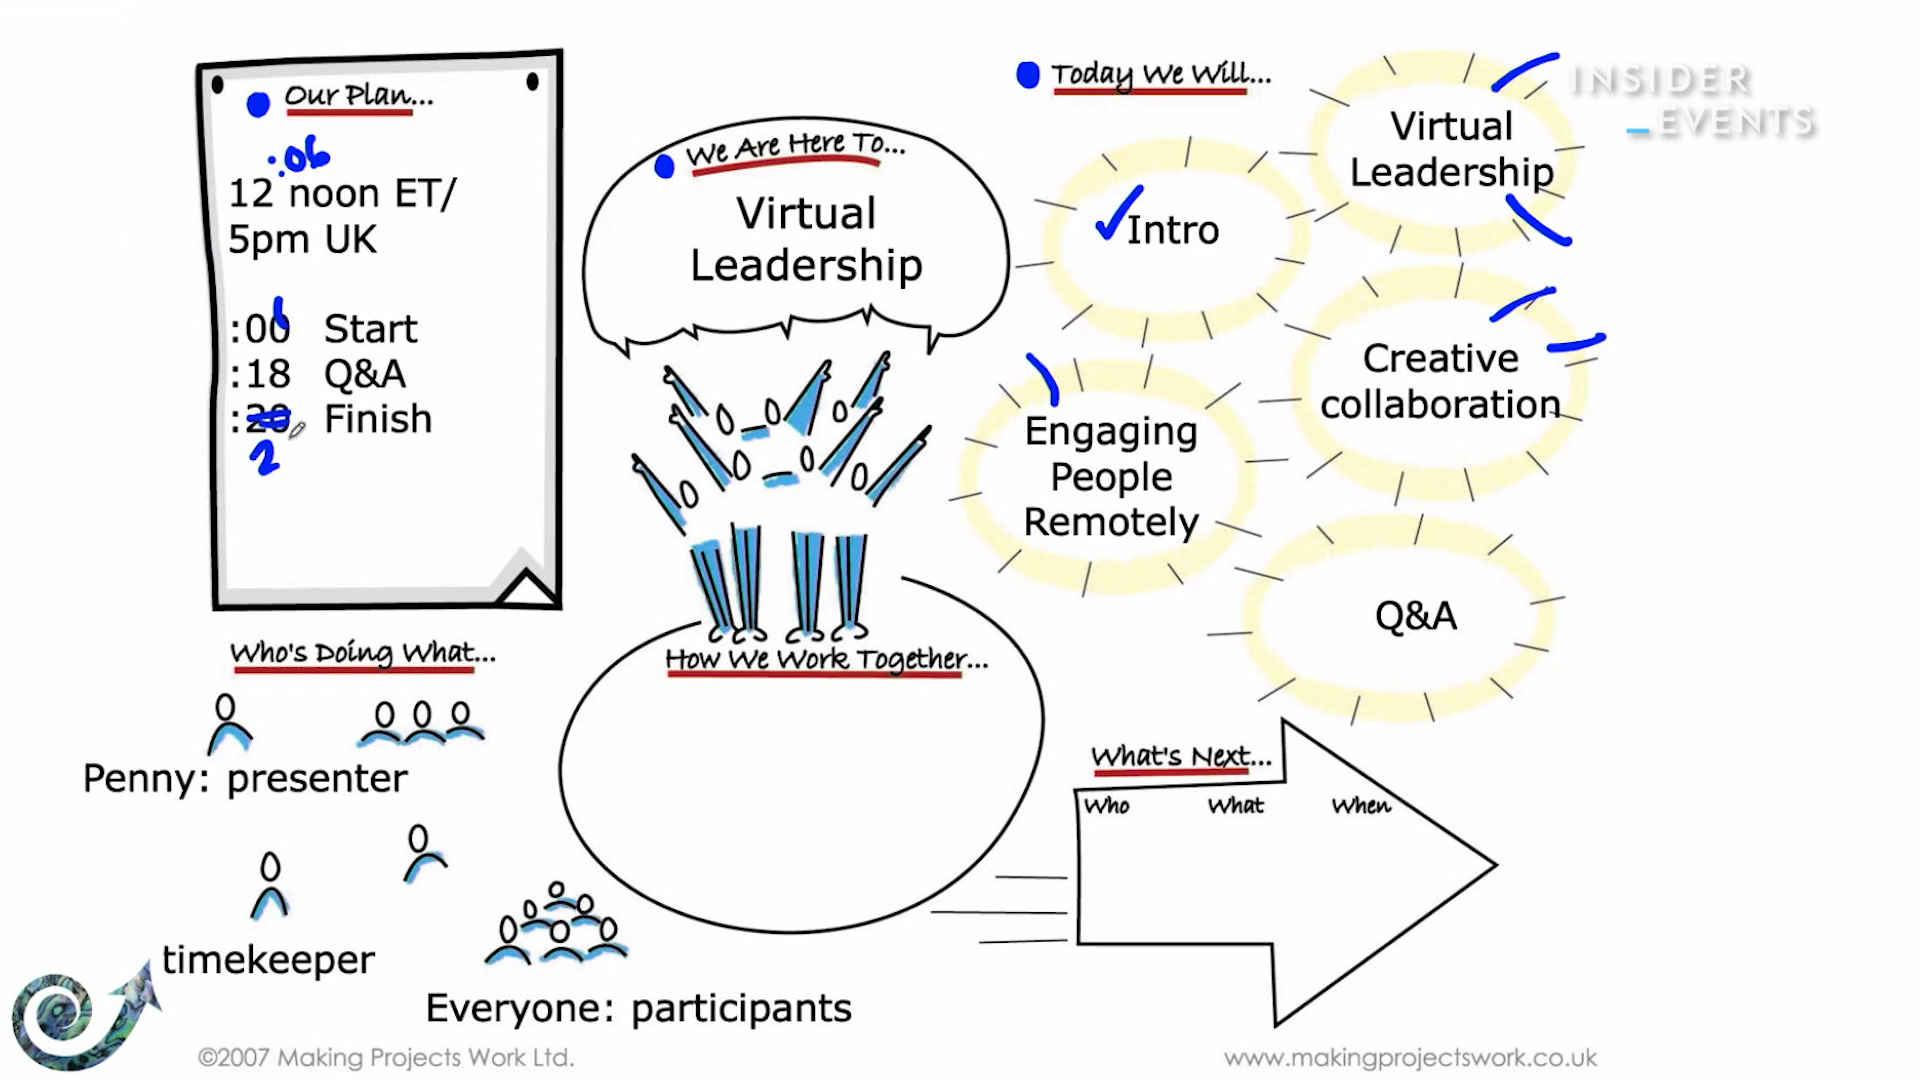 Our Plan...
:06
12 noon ET/
5pm UK
:00 Start
:18 Q&A
:28 Finish
2
We Are Here To...
Virtual
Leadership
Today We Will...
Intro
Virtual
Leadership
Engaging
People
Remotely
Creative
collaboration
Q&A
INSIDER
_EVENTS
Who's Doing What...
Penny: presenter
timekeeper
Everyone: participants
How We Work Together...
What's Next...
Who What When
©2007 Making Projects Work Ltd.
www.makingprojectswork.co.uk